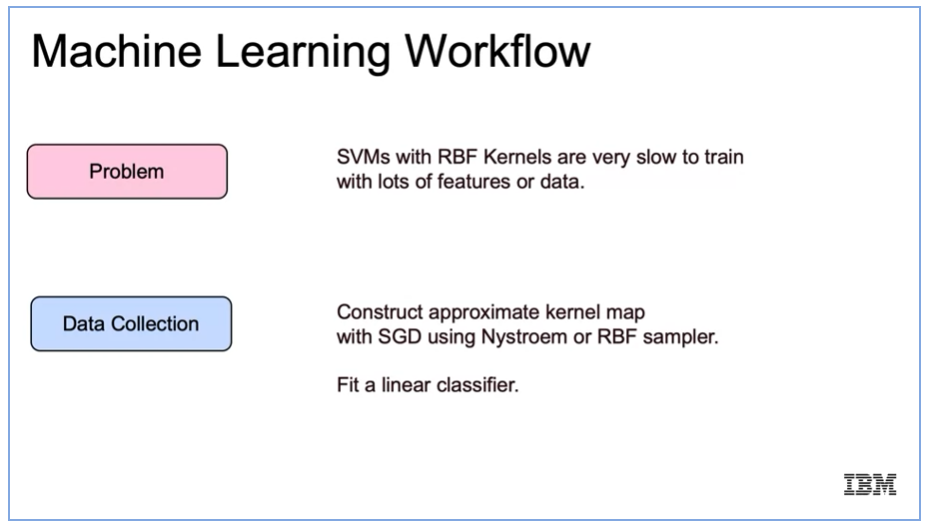 Machine Learning Workflow
Problem
SVMs with RBF Kernels are very slow to train
with lots of features or data.
Data Collection
Construct approximate kernel map
with SGD using Nystroem or RBF sampler.
Fit a linear classifier.
IBM